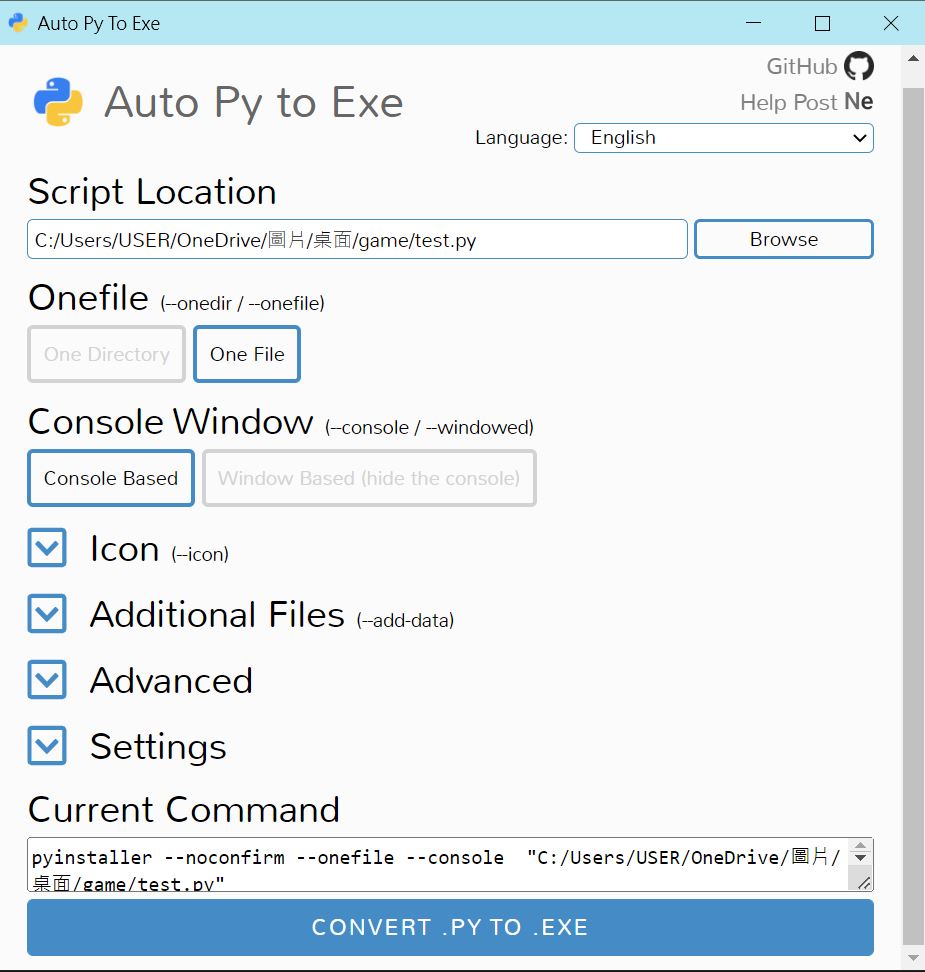 Auto Py To Exe
GitHub
Auto Py to Exe
Help Post Ne
Language: English
Script Location
C:/Users/USER/OneDrive/圖片/桌面/game/test.py Browse
Onefile (--onedir / --onefile)
One Directory One File
Console Window (--console / --windowed)
Console Based Window Based (hide the console)
Icon (--icon)
Additional Files (--add-data)
Advanced
Settings
Current Command
pyinstaller --noconfirm --onefile --console "C:/Users/USER/OneDrive/圖片/
桌面/game/test.py"
CONVERT .PY TO .EXE